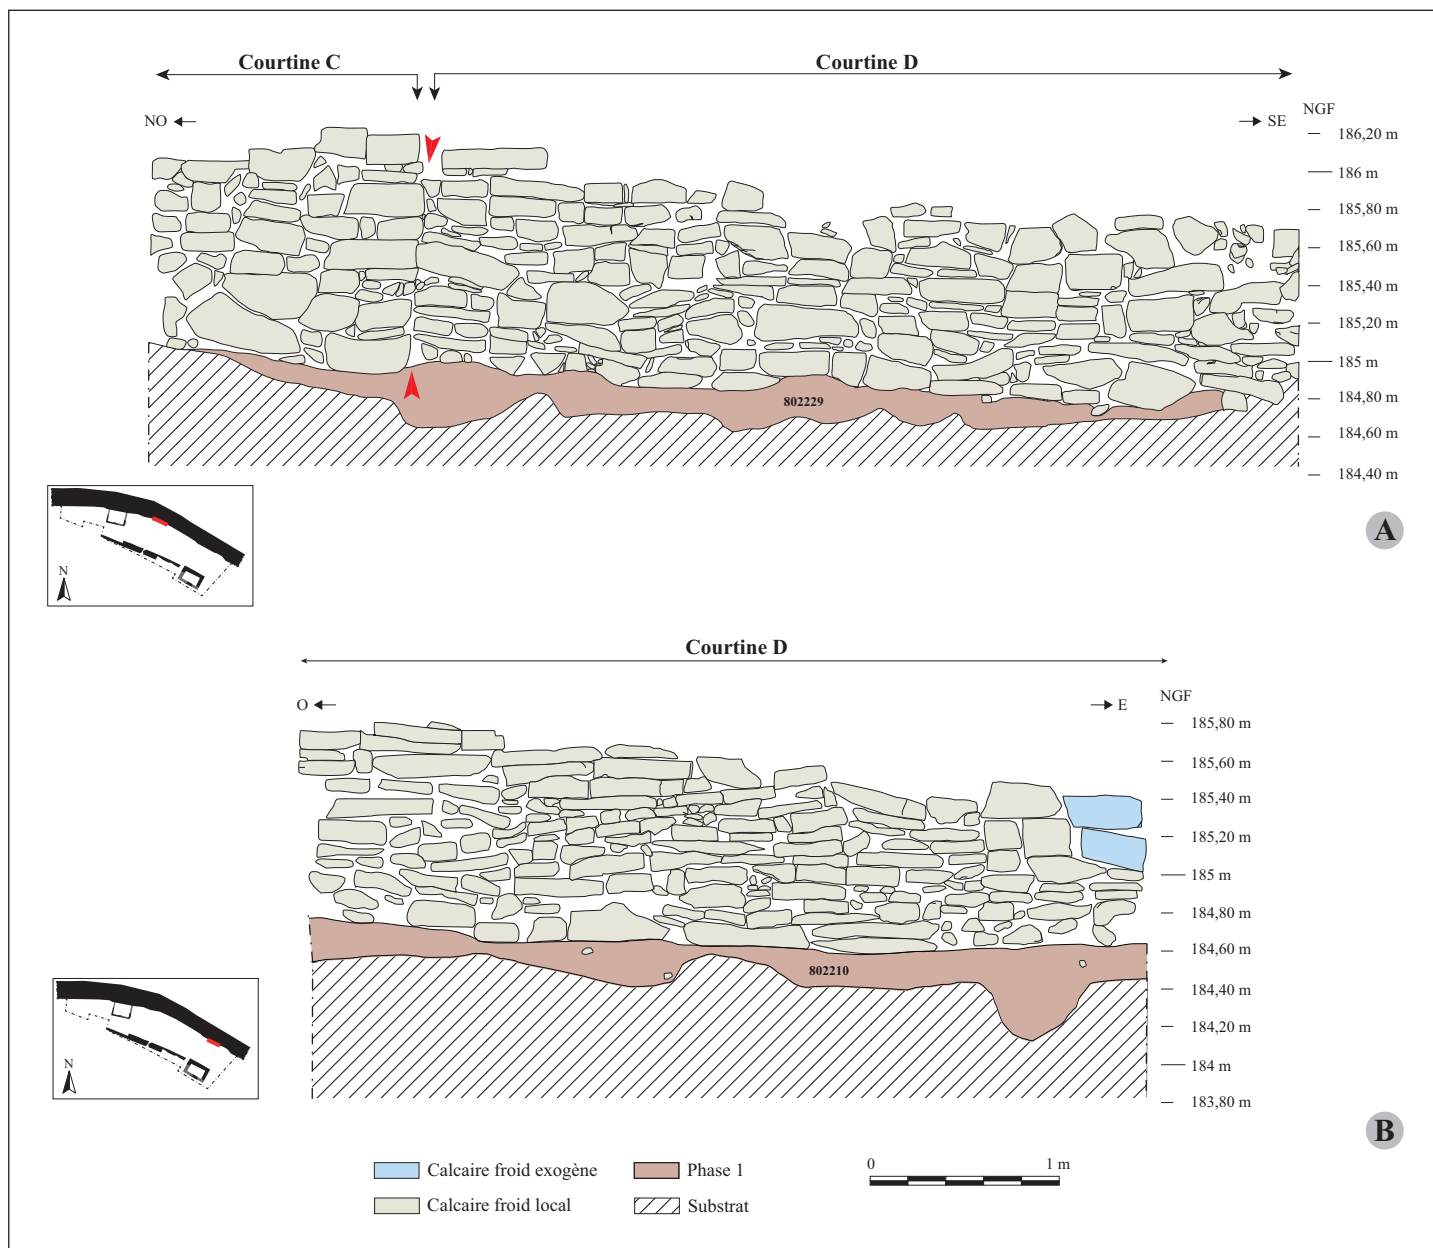 Courtine C
Courtine D
NO
SE
NGF
186,20 m
186 m
185,80 m
185,60 m
185,40 m
185,20 m
185 m
184,80 m
184,60 m
184,40 m
802229
N
A
Courtine D
O
E
NGF
185,80 m
185,60 m
185,40 m
185,20 m
185 m
184,80 m
184,60 m
184,40 m
184,20 m
184 m
183,80 m
802210
N
B
Calcaire froid exogène
Phase 1
0
1 m
Calcaire froid local
Substrat